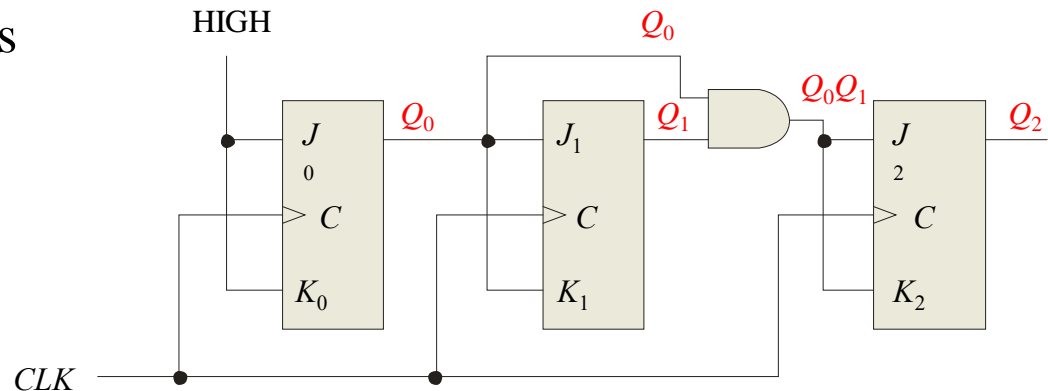 s
HIGH
Q₀
Q₀
Q₁
Q₀Q₁
Q₂
J
0
J₁
J
2
C
C
C
K₀
K₁
K₂
CLK